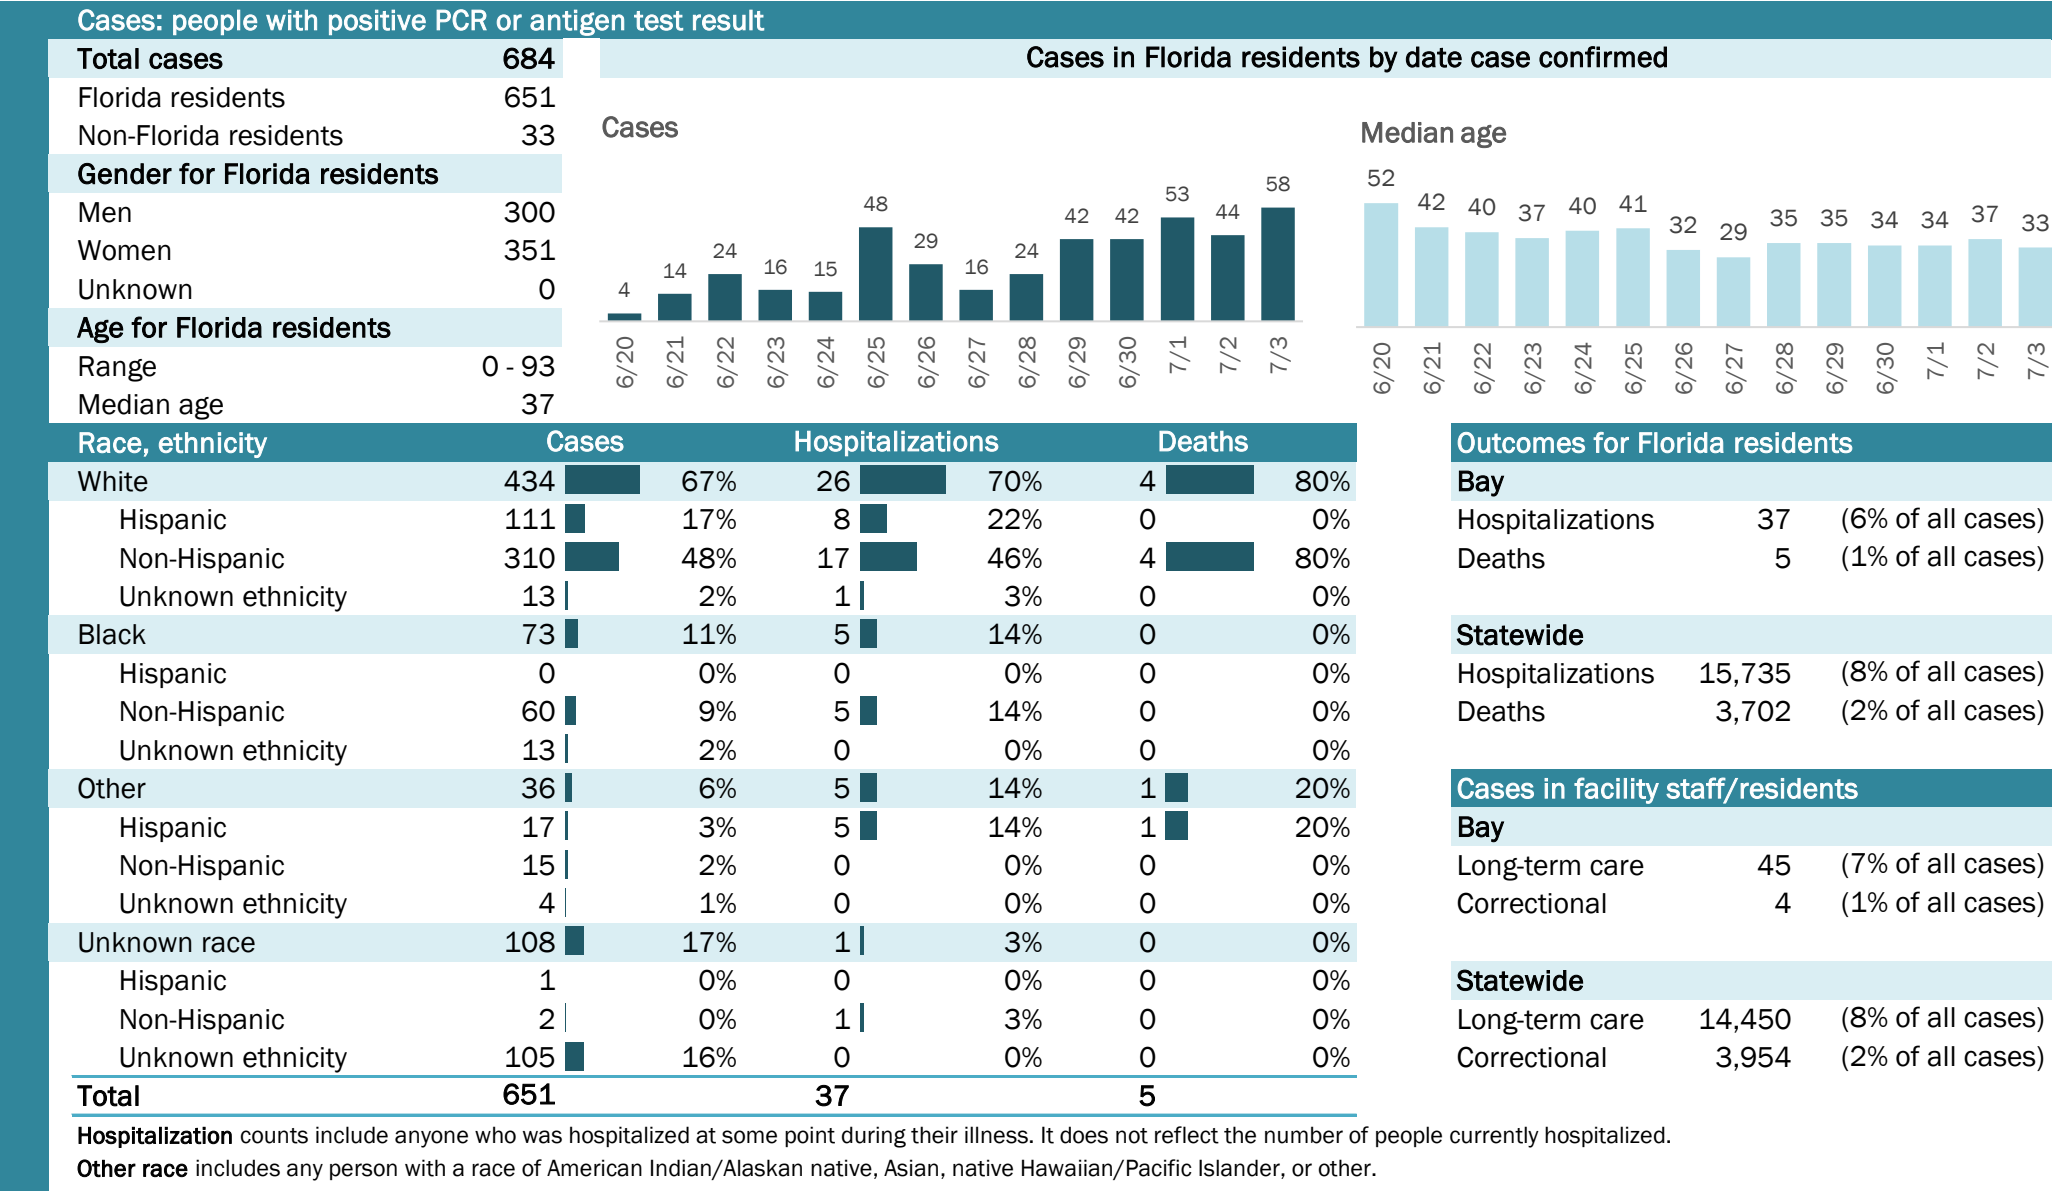 Cases: people with positive PCR or antigen test result
Total cases 684
Florida residents 651
Non-Florida residents 33
Gender for Florida residents
Men 300
Women 351
Unknown 0
Age for Florida residents
Range 0 - 93
Median age 37
Cases in Florida residents by date case confirmed
Cases
4 14 24 16 15 48 29 16 24 42 42 53 44 58
6/20 6/21 6/22 6/23 6/24 6/25 6/26 6/27 6/28 6/29 6/30 7/1 7/2 7/3
Median age
52 42 40 37 40 41 32 29 35 35 34 34 37 33
6/20 6/21 6/22 6/23 6/24 6/25 6/26 6/27 6/28 6/29 6/30 7/1 7/2 7/3
Race, ethnicity Cases Hospitalizations Deaths
White 434 67% 26 70% 4 80%
Hispanic 111 17% 8 22% 0 0%
Non-Hispanic 310 48% 17 46% 4 80%
Unknown ethnicity 13 2% 1 3% 0 0%
Black 73 11% 5 14% 0 0%
Hispanic 0 0% 0 0% 0 0%
Non-Hispanic 60 9% 5 14% 0 0%
Unknown ethnicity 13 2% 0 0% 0 0%
Other 36 6% 5 14% 1 20%
Hispanic 17 3% 5 14% 1 20%
Non-Hispanic 15 2% 0 0% 0 0%
Unknown ethnicity 4 1% 0 0% 0 0%
Unknown race 108 17% 1 3% 0 0%
Hispanic 1 0% 0 0% 0 0%
Non-Hispanic 2 0% 1 3% 0 0%
Unknown ethnicity 105 16% 0 0% 0 0%
Total 651 37 5
Outcomes for Florida residents
Bay
Hospitalizations 37 (6% of all cases)
Deaths 5 (1% of all cases)
Statewide
Hospitalizations 15,735 (8% of all cases)
Deaths 3,702 (2% of all cases)
Cases in facility staff/residents
Bay
Long-term care 45 (7% of all cases)
Correctional 4 (1% of all cases)
Statewide
Long-term care 14,450 (8% of all cases)
Correctional 3,954 (2% of all cases)
Hospitalization counts include anyone who was hospitalized at some point during their illness. It does not reflect the number of people currently hospitalized.
Other race includes any person with a race of American Indian/Alaskan native, Asian, native Hawaiian/Pacific Islander, or other.